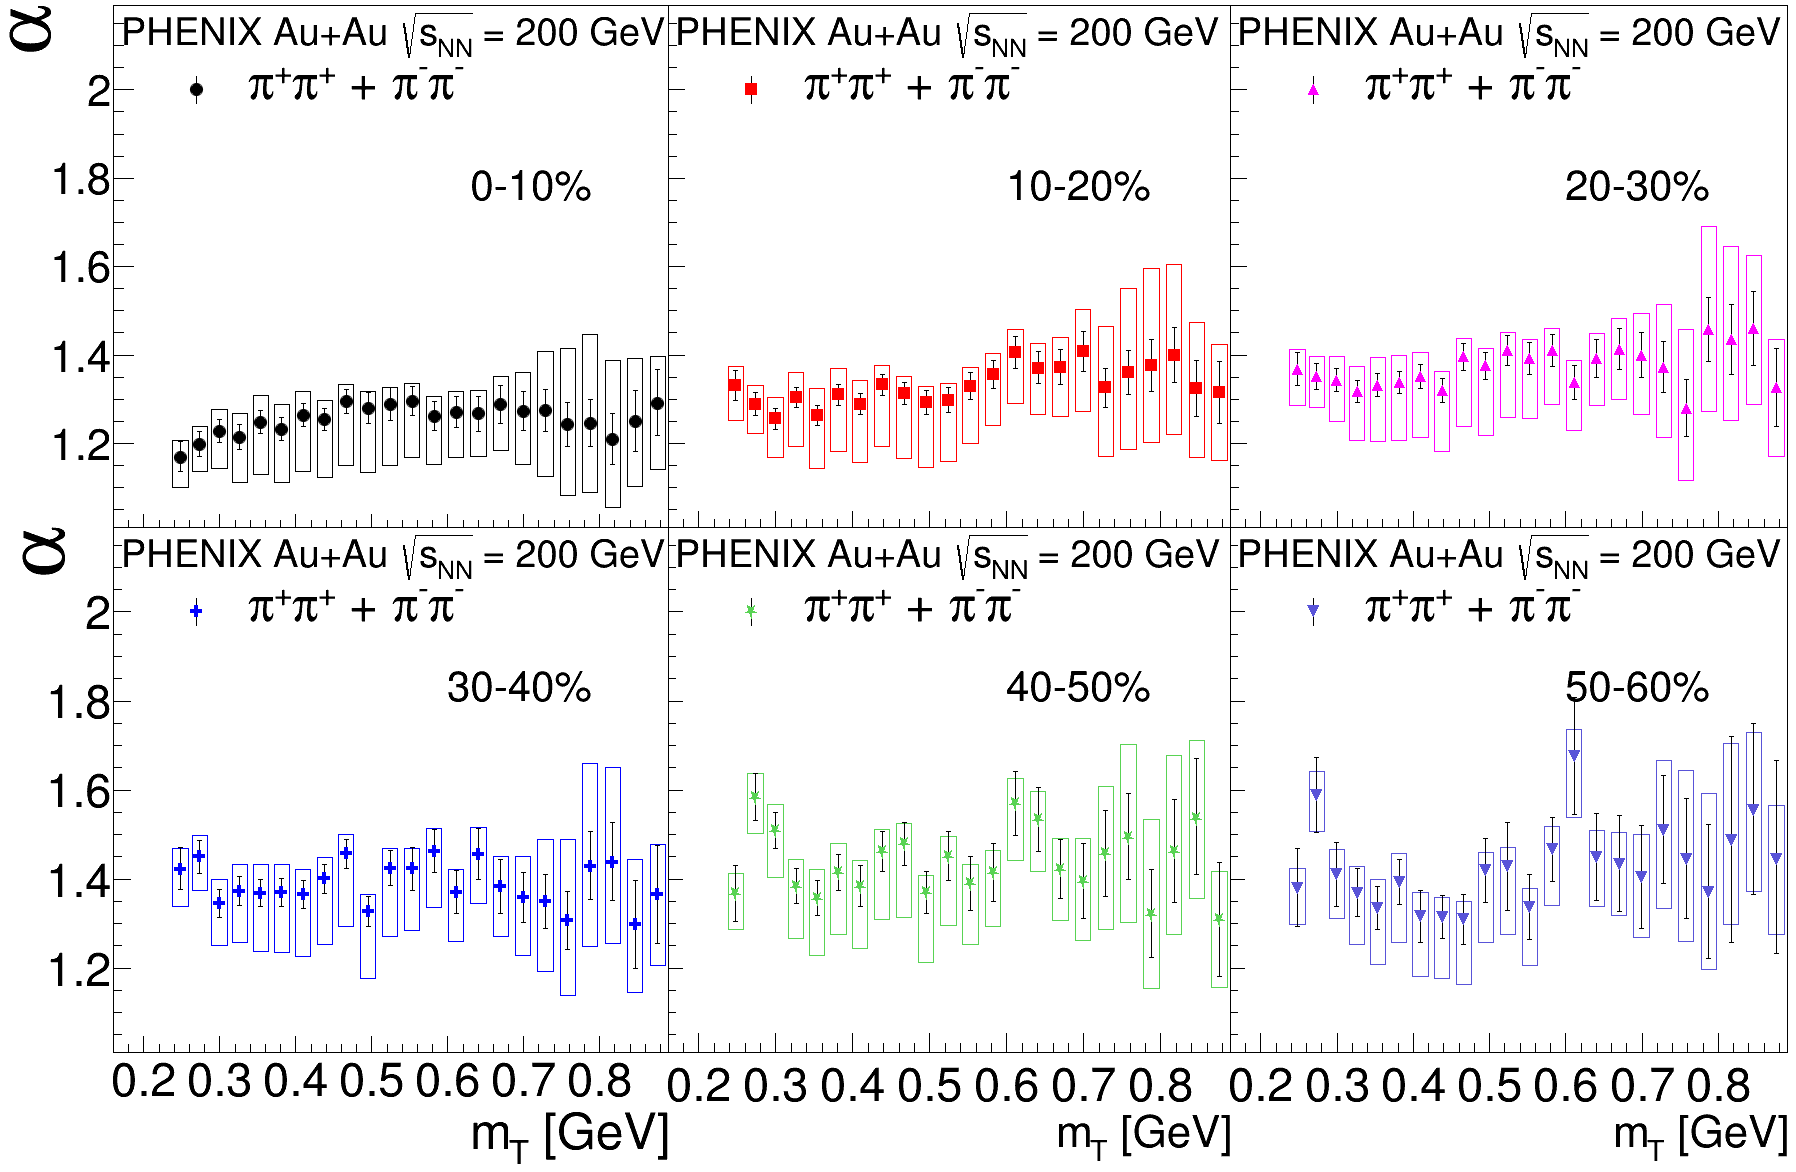 α
PHENIX Au+Au √sNN = 200 GeV
π+π+ + π-π-
0-10%
2
1.8
1.6
1.4
1.2
PHENIX Au+Au √sNN = 200 GeV
π+π+ + π-π-
10-20%
PHENIX Au+Au √sNN = 200 GeV
π+π+ + π-π-
20-30%
α
PHENIX Au+Au √sNN = 200 GeV
π+π+ + π-π-
30-40%
2
1.8
1.6
1.4
1.2
0.2 0.3 0.4 0.5 0.6 0.7 0.8
mT [GeV]
PHENIX Au+Au √sNN = 200 GeV
π+π+ + π-π-
40-50%
0.2 0.3 0.4 0.5 0.6 0.7 0.8
mT [GeV]
PHENIX Au+Au √sNN = 200 GeV
π+π+ + π-π-
50-60%
0.2 0.3 0.4 0.5 0.6 0.7 0.8
mT [GeV]